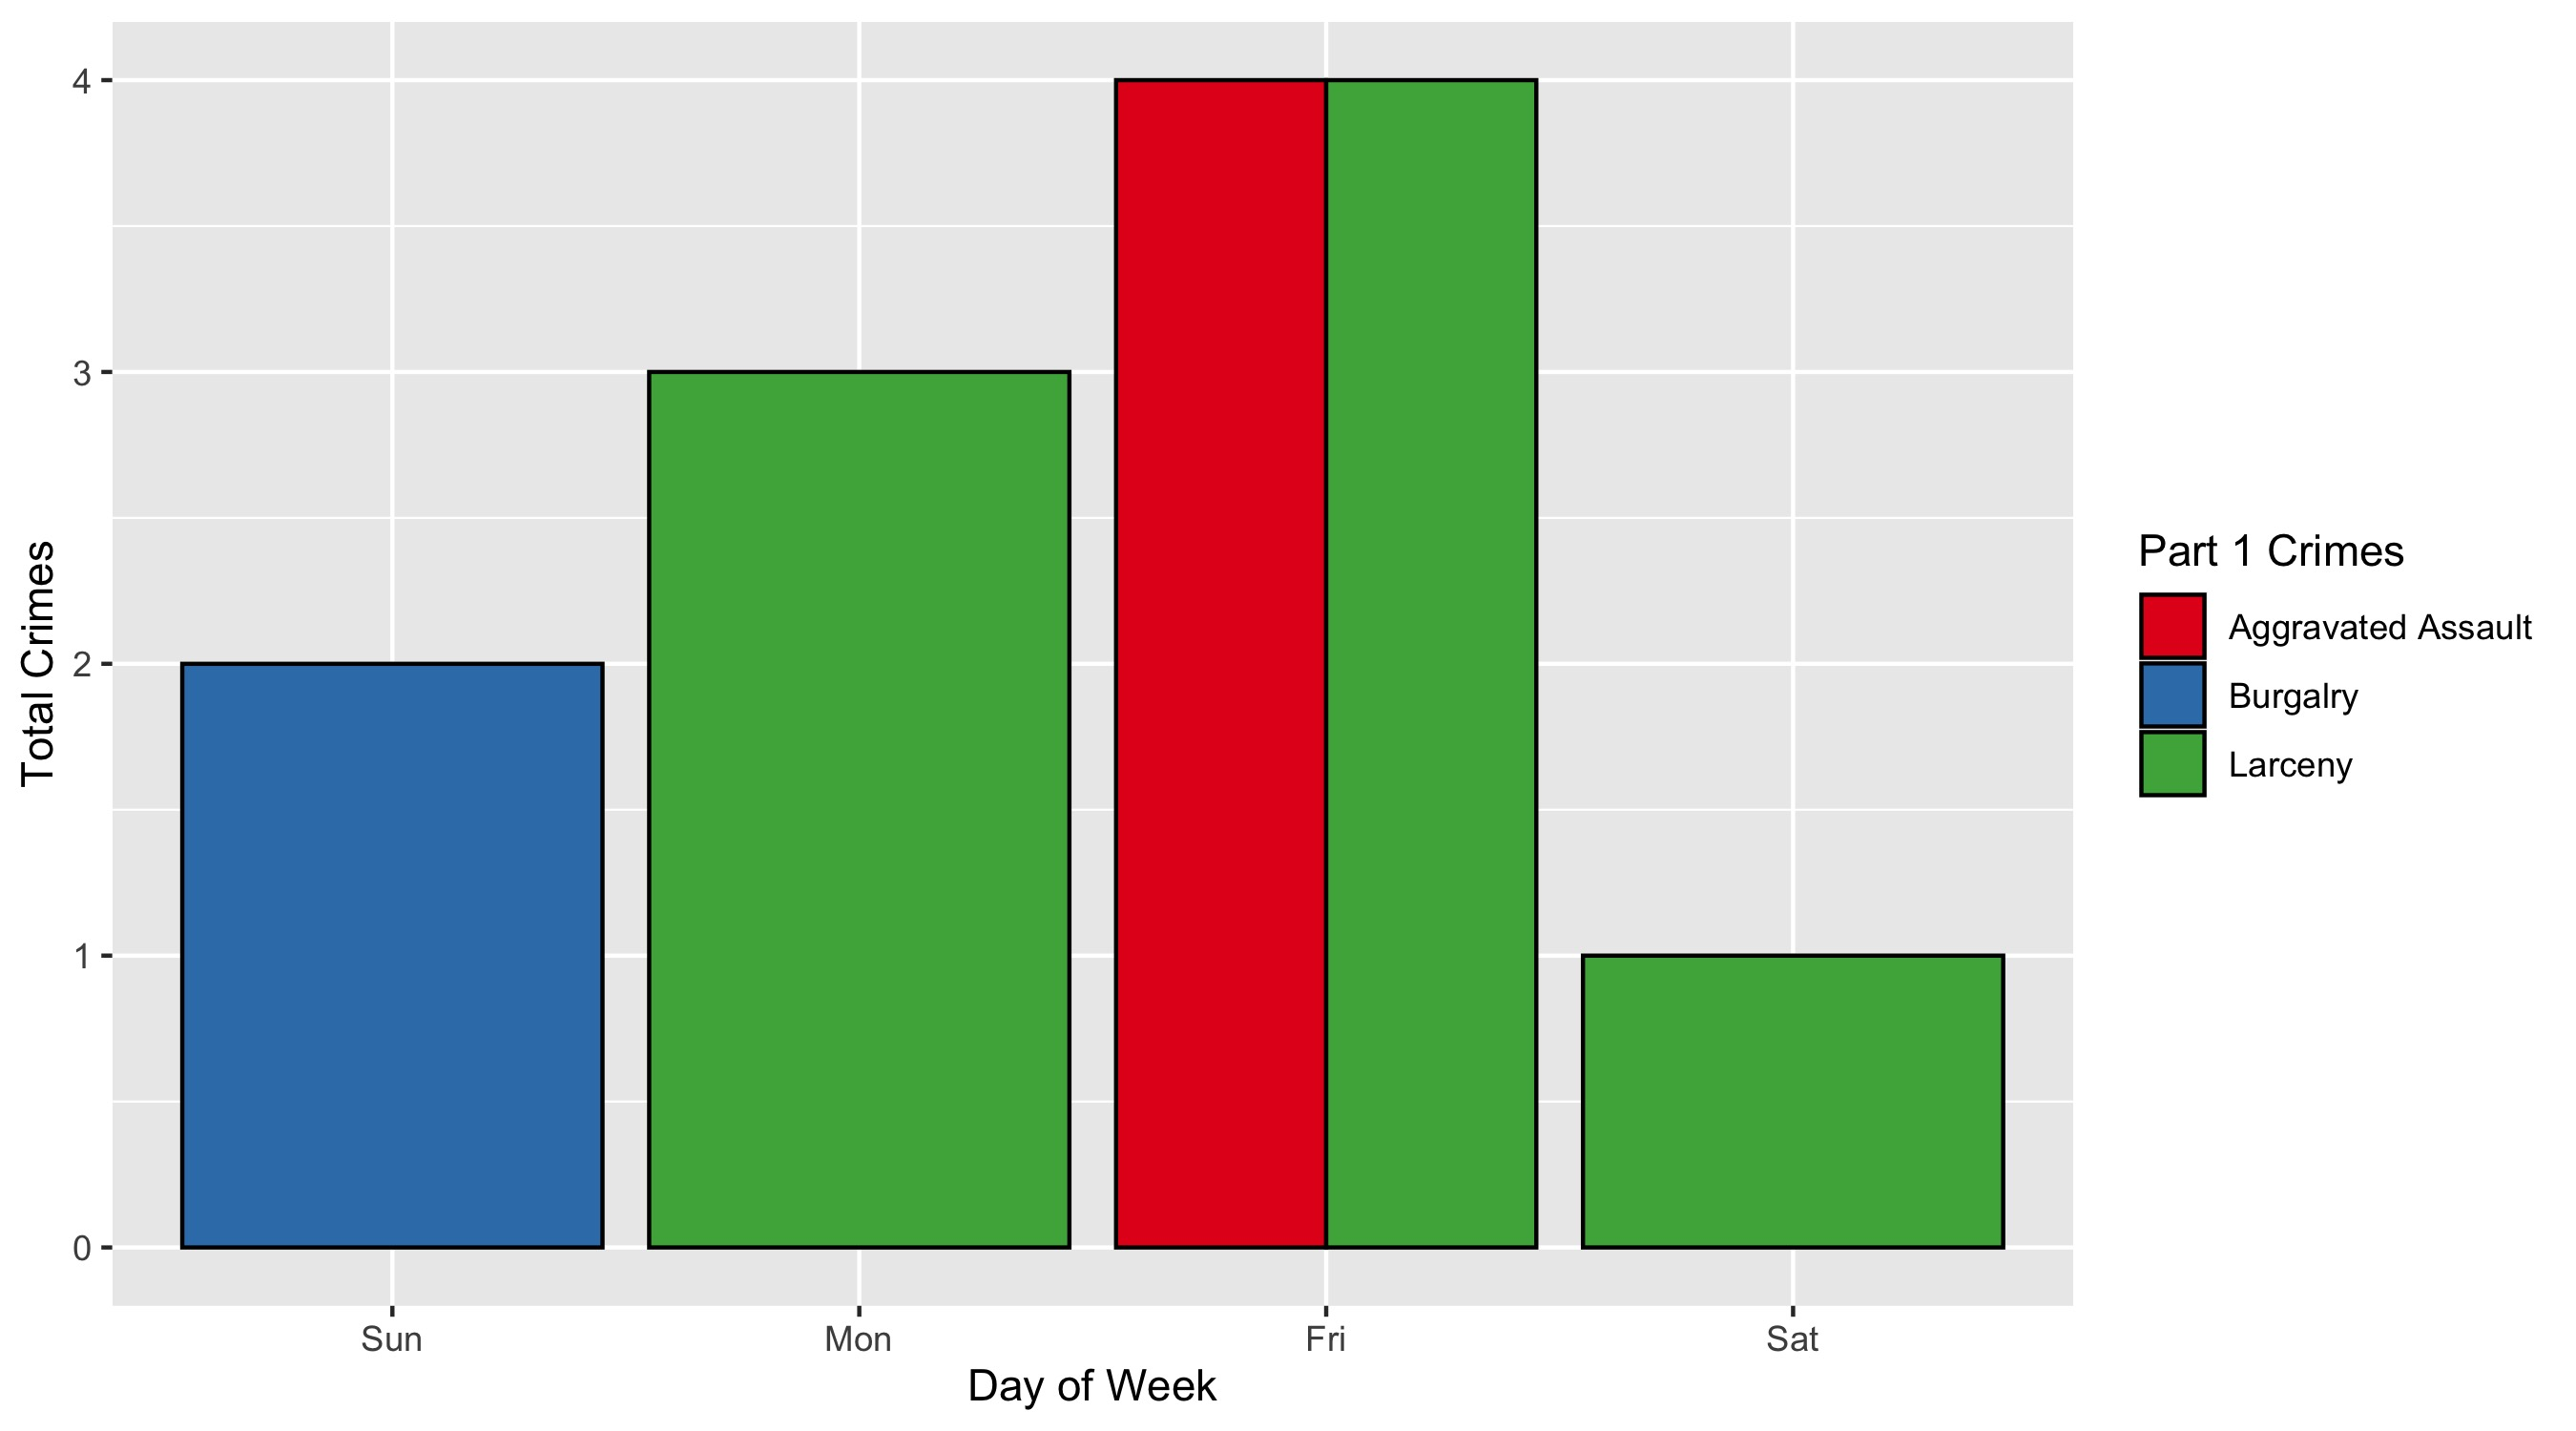 Total Crimes
4
3
2
1
0
Sun Mon Fri Sat
Day of Week
Part 1 Crimes
Aggravated Assault
Burgalry
Larceny